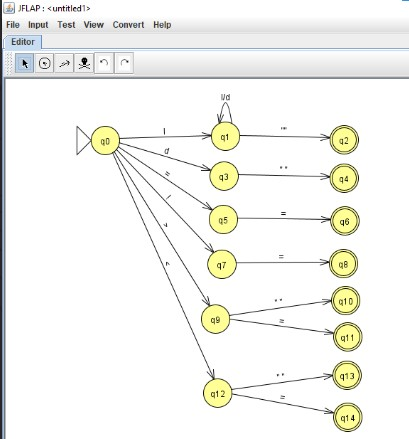 JFLAP : <untitled1>
File Input Test View Convert Help
Editor
l/d
q0
l
q1
" "
q2
d
q3
" "
q4
=
q5
=
q6
q7
=
q8
q9
" "
q10
=
q11
q12
" "
q13
=
q14